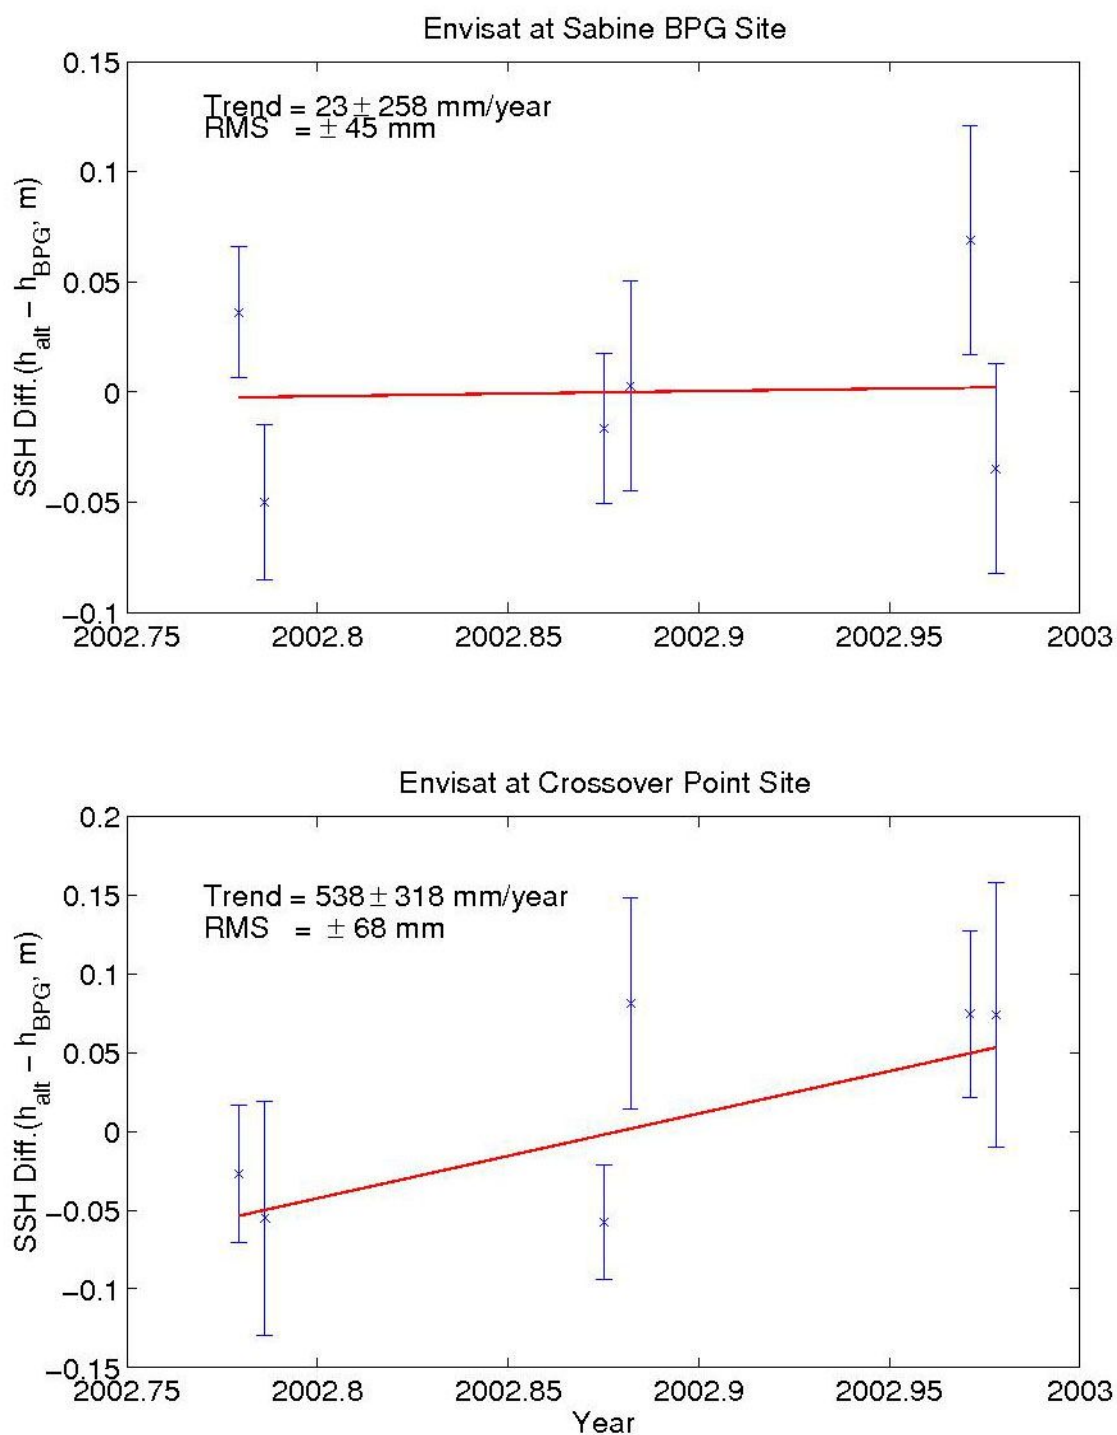 Envisat at Sabine BPG Site
0.15
Trend = 23 ± 258 mm/year
RMS = ± 45 mm
0.1
0.05
0
−0.05
−0.1
SSH Diff.(h_alt − h_BPG, m)
2002.75 2002.8 2002.85 2002.9 2002.95 2003
Envisat at Crossover Point Site
0.2
0.15
Trend = 538 ± 318 mm/year
RMS = ± 68 mm
0.1
0.05
0
−0.05
−0.1
−0.15
SSH Diff.(h_alt − h_BPG, m)
2002.75 2002.8 2002.85 2002.9 2002.95 2003
Year